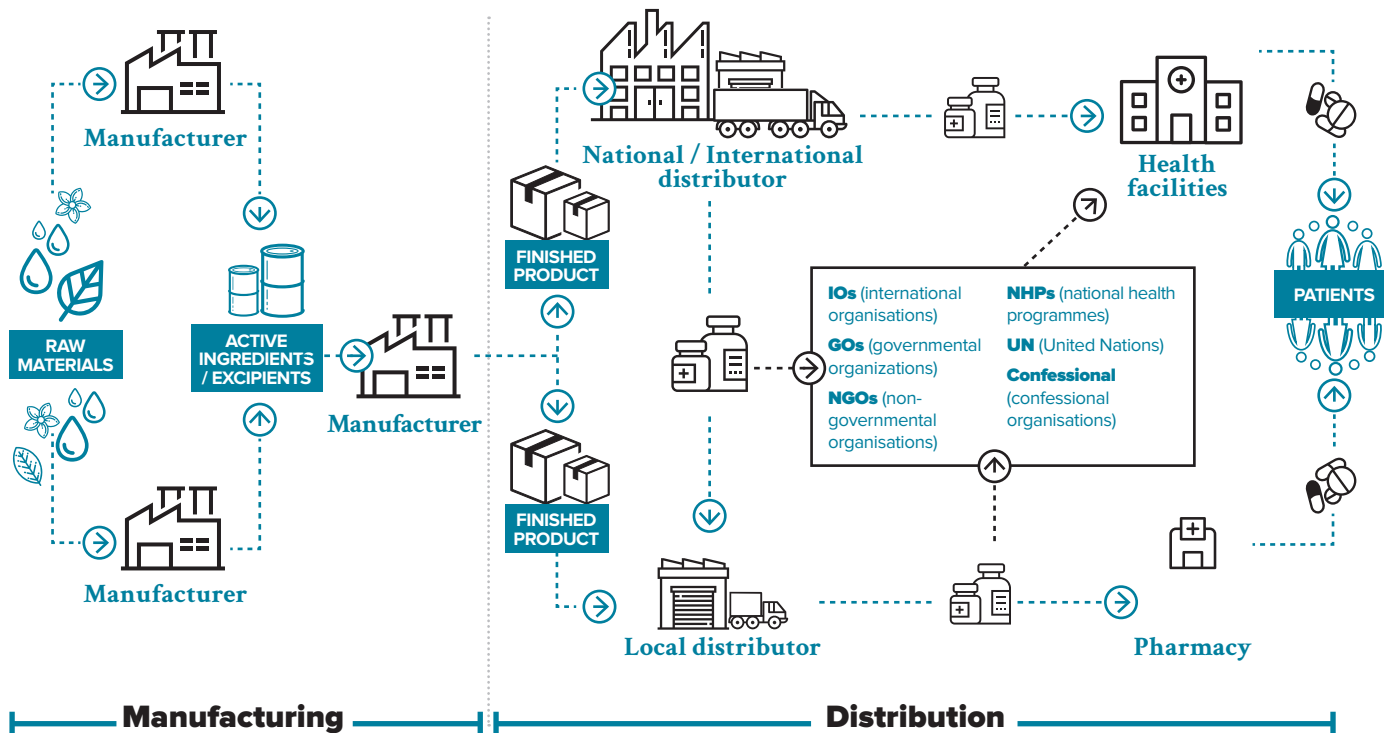 Manufacturer
RAW
MATERIALS
ACTIVE
INGREDIENTS
/ EXCIPIENTS
Manufacturer
Manufacturer
National / International
distributor
FINISHED
PRODUCT
FINISHED
PRODUCT
Health
facilities
IOs (international
organisations)
GOs (governmental
organizations)
NGOs (non-
governmental
organisations)
NHPs (national health
programmes)
UN (United Nations)
Confessional
(confessional
organisations)
PATIENTS
Local distributor
Pharmacy
Manufacturing
Distribution